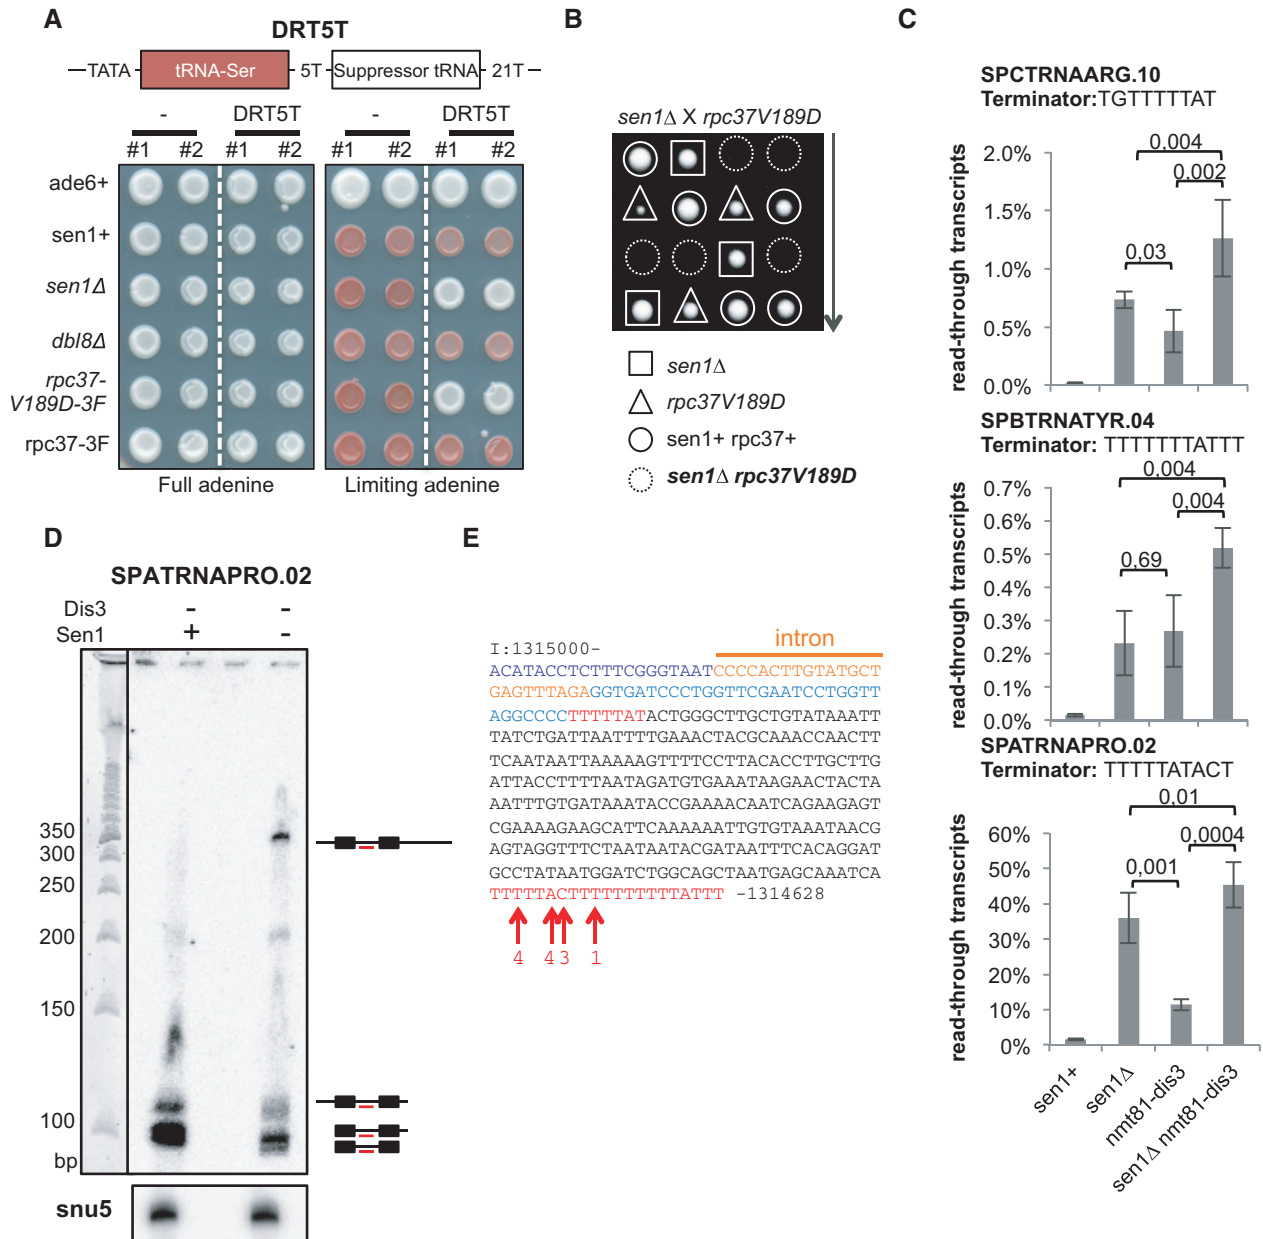 A
DRT5T
TATA
tRNA-Ser
5T
Suppressor tRNA
21T
- DRT5T - DRT5T
#1 #2 #1 #2 #1 #2 #1 #2
ade6+
sen1+
sen1Δ
dbl8Δ
rpc37-
V189D-3F
rpc37-3F
Full adenine
Limiting adenine
B
sen1Δ X rpc37V189D
sen1Δ
rpc37V189D
sen1+ rpc37+
sen1Δ rpc37V189D
C
SPCTRNAARG.10
Terminator:TGTTTTTAT
read-through transcripts
2.0%
1.5%
1.0%
0.5%
0.0%
0,004
0,002
0,03
SPBTRNATYR.04
Terminator: TTTTTTTATTT
read-through transcripts
0.7%
0.6%
0.5%
0.4%
0.3%
0.2%
0.1%
0.0%
0,004
0,004
0,69
SPATRNAPRO.02
Terminator: TTTTTATACT
read-through transcripts
60%
50%
40%
30%
20%
10%
0%
0,01
0,0004
0,001
sen1+
sen1Δ
nmt81-dis3
sen1Δ nmt81-dis3
D
SPATRNAPRO.02
Dis3 - -
Sen1 + -
350
300
250
200
150
100
bp
snu5
E
intron
I:1315000-
ACATACCTCTTTCGGGTAATCCCCACTTGTATGCT
GAGTTTAGAGGTGATCCCTGGTTCGAATCCTGGTT
AGGCCCCTTTTTATACTGGGCTTGCTGTATAAATT
TATCTGATTAATTTTGAAACTACGCAAACCAACTT
TCAATAATTAAAAAGTTTTCCTTACACCTTGCTTG
ATTACCTTTTTAATAGATGTGAAATAAGAACTACTA
AATTTGTGATAAATACCGAAAACAATCAGAAGAGT
CGAAAAGAAGCATTCAAAAAATTGTGTAAATAACG
AGTAGGTTTCTAATAATACGATAATTTCACAGGAT
GCCTATAATGGATCTGGCAGCTAATGAGCAAATCA
TTTTTTACTTTTTTTTTTTATTT -1314628
4 4 3 1